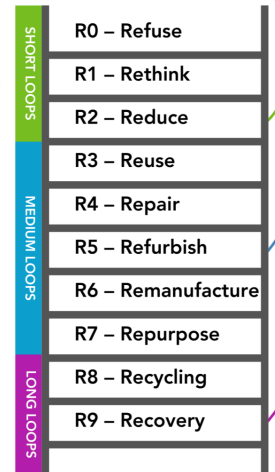 SHORT LOOPS
R0 – Refuse
R1 – Rethink
R2 – Reduce
MEDIUM LOOPS
R3 – Reuse
R4 – Repair
R5 – Refurbish
R6 – Remanufacture
R7 – Repurpose
LONG LOOPS
R8 – Recycling
R9 – Recovery